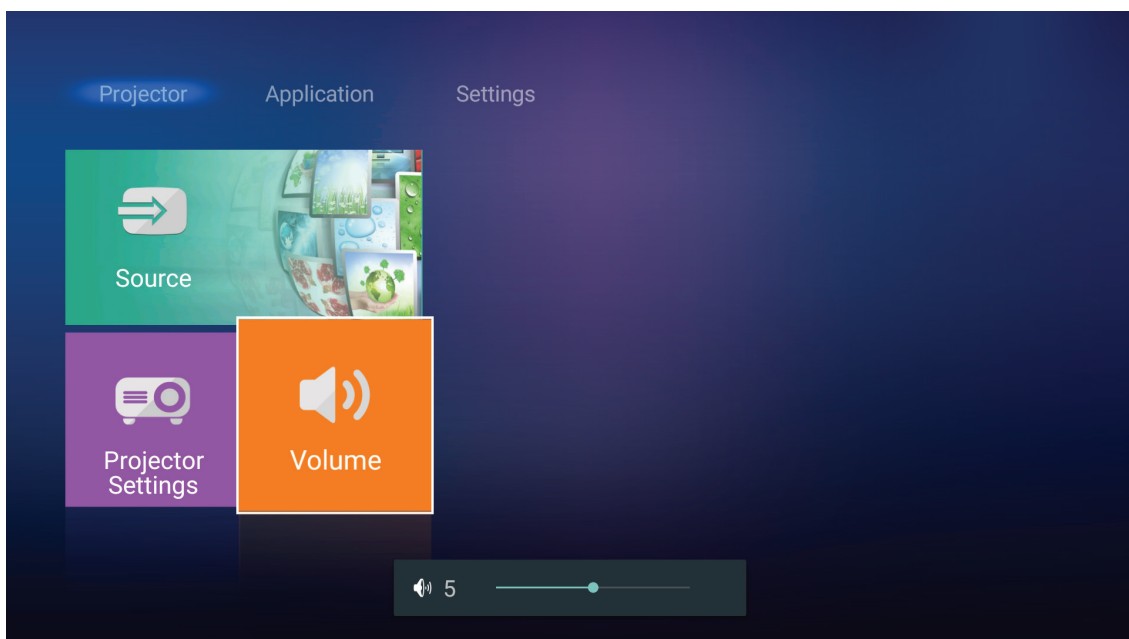 Projector Application Settings
Source
Projector
Settings
Volume
5